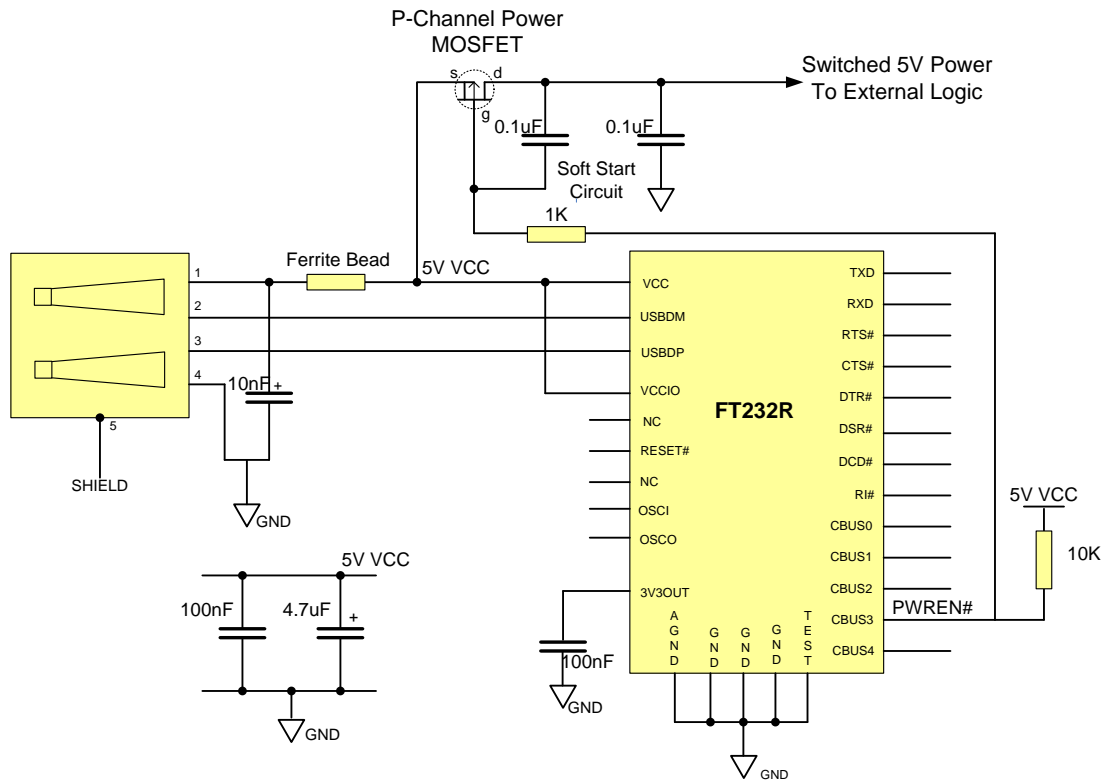 P-Channel Power
MOSFET
s
d
g
Switched 5V Power
To External Logic
0.1uF
0.1uF
Soft Start
Circuit
1K
Ferrite Bead
5V VCC
1
2
3
4
5
10nF +
SHIELD
GND
FT232R
VCC
USBDM
USBDP
VCCIO
NC
RESET#
NC
OSCI
OSCO
3V3OUT
TXD
RXD
RTS#
CTS#
DTR#
DSR#
DCD#
RI#
CBUS0
CBUS1
CBUS2
CBUS3
CBUS4
PWREN#
5V VCC
10K
AGND
GND
GND
GND
TEST
GND
100nF
GND
5V VCC
100nF
4.7uF
+
GND